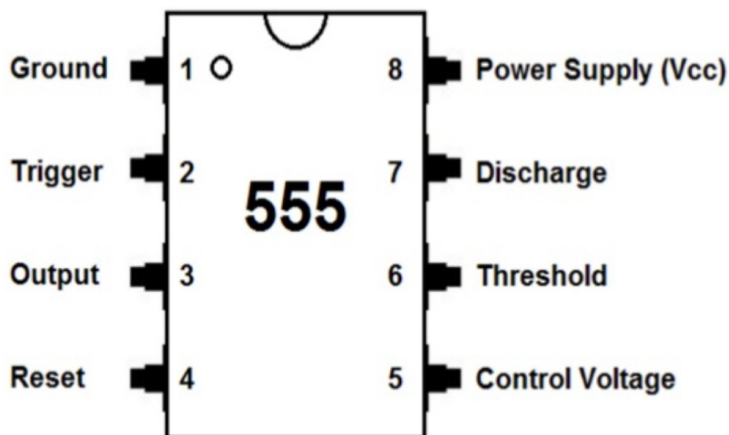 Ground 1 8 Power Supply (Vcc)
Trigger 2 7 Discharge
555
Output 3 6 Threshold
Reset 4 5 Control Voltage